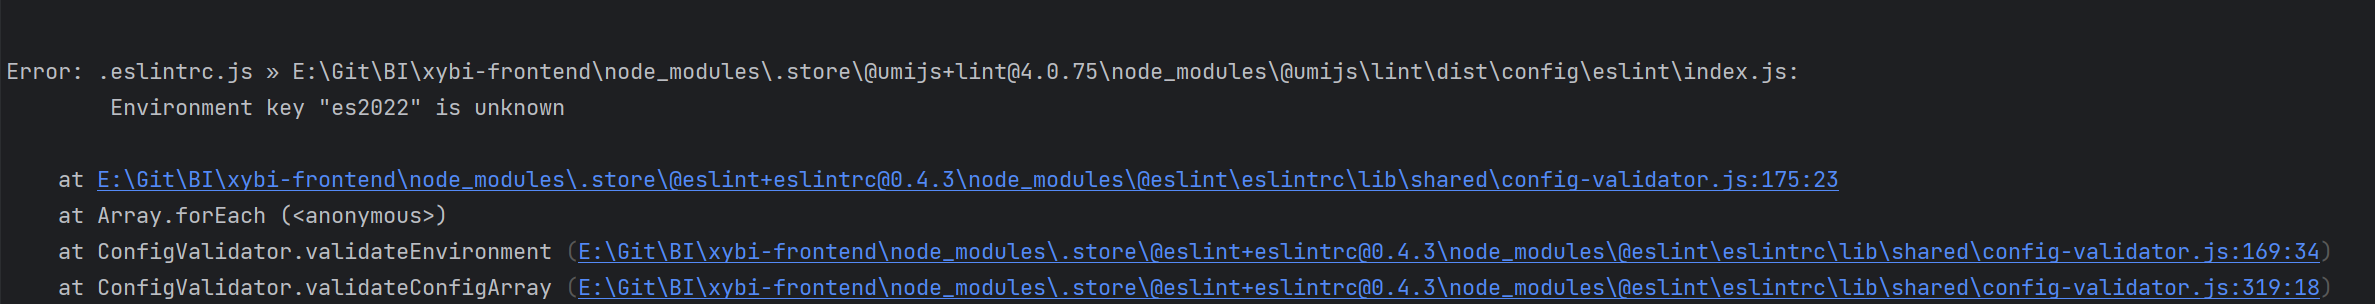 Error: .eslintrc.js » E:\Git\BI\xybi-frontend\node_modules\.store\@umijs+lint@4.0.75\node_modules\@umijs\lint\dist\config\eslint\index.js:
Environment key "es2022" is unknown
at E:\Git\BI\xybi-frontend\node_modules\.store\@eslint+eslintrc@0.4.3\node_modules\@eslint\eslintrc\lib\shared\config-validator.js:175:23
at Array.forEach (<anonymous>)
at ConfigValidator.validateEnvironment (E:\Git\BI\xybi-frontend\node_modules\.store\@eslint+eslintrc@0.4.3\node_modules\@eslint\eslintrc\lib\shared\config-validator.js:169:34)
at ConfigValidator.validateConfigArray (E:\Git\BI\xybi-frontend\node_modules\.store\@eslint+eslintrc@0.4.3\node_modules\@eslint\eslintrc\lib\shared\config-validator.js:319:18)